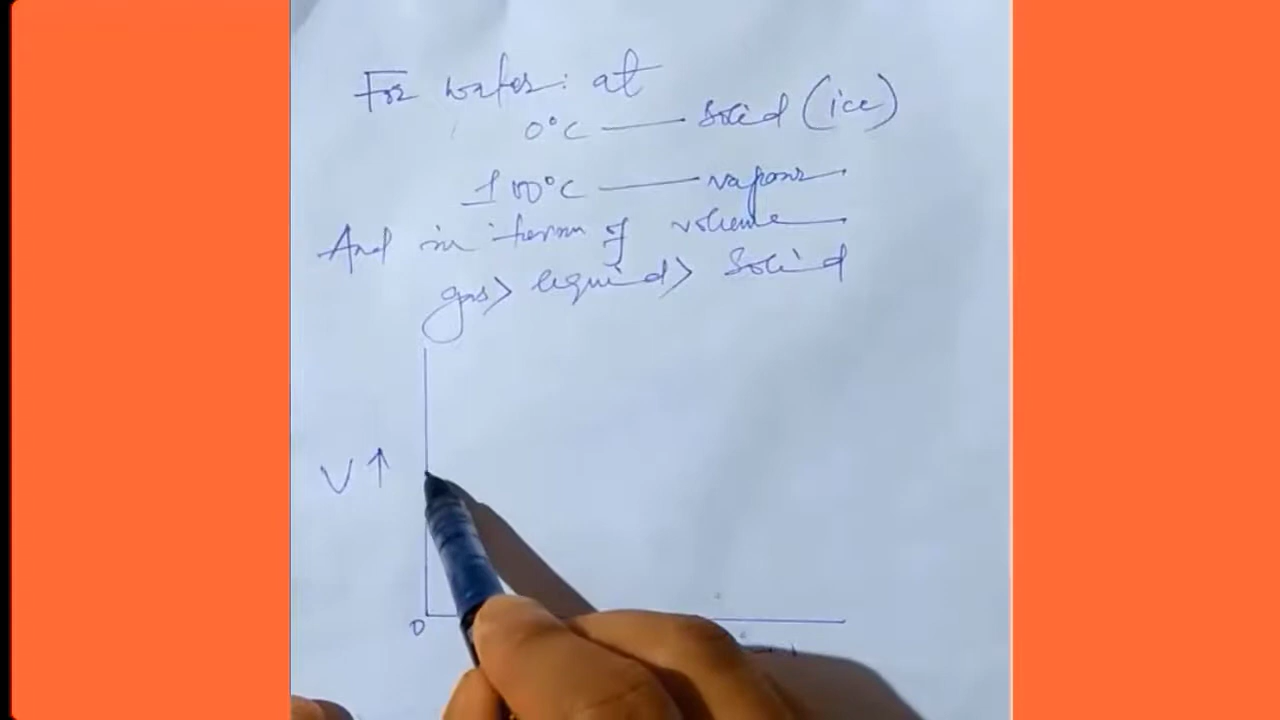 For water: at
0°C — Solid (ice)
100°C — vapour
And in term of volume
gas > liquid > Solid
V ↑
0